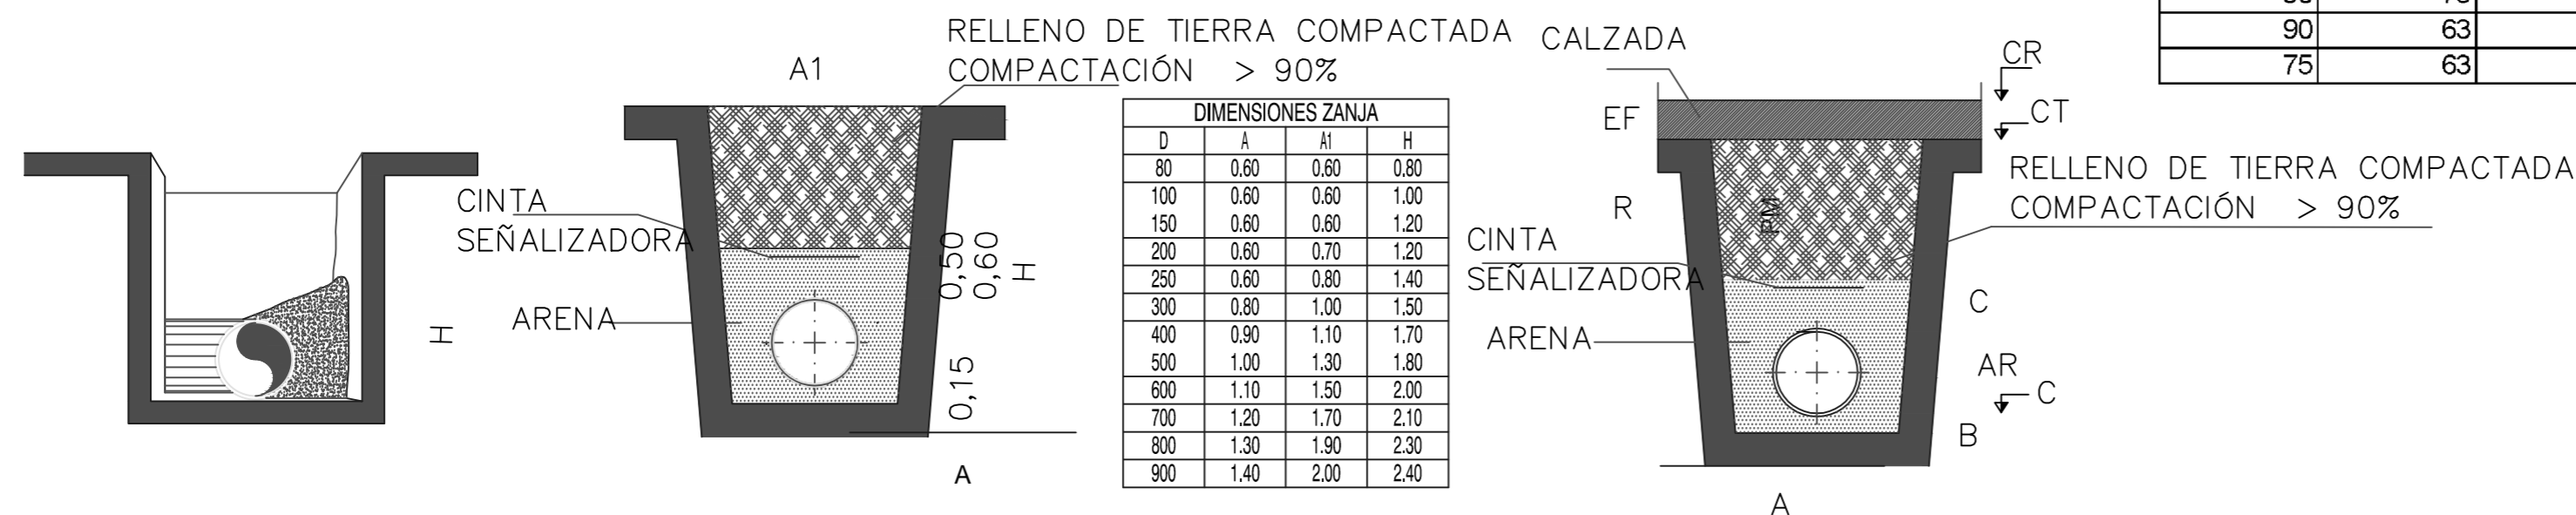 H
A1
RELLENO DE TIERRA COMPACTADA
COMPACTACIÓN > 90%
CINTA
SEÑALIZADORA
ARENA
0,50
0,60
H
0,15
A
DIMENSIONES ZANJA
D A A1 H
80 0.60 0.60 0.80
100 0.60 0.60 1.00
150 0.60 0.60 1.20
200 0.60 0.70 1.20
250 0.60 0.80 1.40
300 0.80 1.00 1.50
400 0.90 1.10 1.70
500 1.00 1.30 1.80
600 1.10 1.50 2.00
700 1.20 1.70 2.10
800 1.30 1.90 2.30
900 1.40 2.00 2.40
CALZADA
EF
CR
CT
R
PM
RELLENO DE TIERRA COMPACTADA
COMPACTACIÓN > 90%
CINTA
SEÑALIZADORA
ARENA
C
AR
C
B
A
90 63
75 63